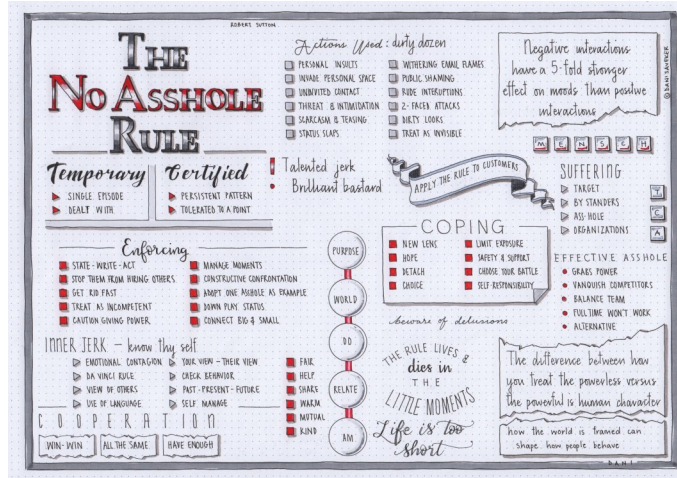 ROBERT SUTTON
THE
NO ASSHOLE
RULE
Actions Used: dirty dozen
PERSONAL INSULTS
INVADE PERSONAL SPACE
UNINVITED CONTACT
THREAT & INTIMIDATION
SCARCASM & TEASING
STATUS SLAPS
WITHERING EMAIL FLAMES
PUBLIC SHAMING
RUDE INTERUPTIONS
2-FACED ATTACKS
DIRTY LOOKS
TREAT AS INVISIBLE
Negative interactions
have a 5-fold stronger
effect on moods than positive
interactions
M E N S C H
Temporary
SINGLE EPISODE
DEALT WITH
Certified
PERSISTENT PATTERN
TOLERATED TO A POINT
! Talented jerk
Brilliant bastard
APPLY THE RULE TO CUSTOMERS
SUFFERING
TARGET
BY STANDERS
ASS-HOLE
ORGANIZATIONS
T
C
A
Enforcing
STATE-WRITE-ACT
STOP THEM FROM HIRING OTHERS
GET RID FAST
TREAT AS INCOMPETENT
CAUTION GIVING POWER
MANAGE MOMENTS
CONSTRUCTIVE CONFRONTATION
ADOPT ONE ASSHOLE AS EXAMPLE
DOWN PLAY STATUS
CONNECT BIG & SMALL
PURPOSE
WORLD
DO
RELATE
AM
COPING
NEW LENS
HOPE
DETACH
CHOICE
LIMIT EXPOSURE
SAFETY & SUPPORT
CHOOSE YOUR BATTLE
SELF-RESPONSIBILITY
beware of delusions
EFFECTIVE ASSHOLE
GRABS POWER
VANQUISH COMPETITORS
BALANCE TEAM
FULL TIME WON'T WORK
ALTERNATIVE
INNER JERK - know thy self
EMOTIONAL CONTAGION
DA VINCI RULE
VIEW OF OTHERS
USE OF LANGUAGE
YOUR VIEW - THEIR VIEW
CHECK BEHAVIOR
PAST-PRESENT-FUTURE
SELF MANAGE
FAIR
HELP
SHARE
WARM
MUTUAL
KIND
THE RULE LIVES &
dies in
THE
LITTLE MOMENTS
Life is too
short
The difference between how
you treat the powerless versus
the powerful is human character
COOPERATION
WIN-WIN
ALL THE SAME
HAVE ENOUGH
how the world is framed can
shape how people behave
DANI